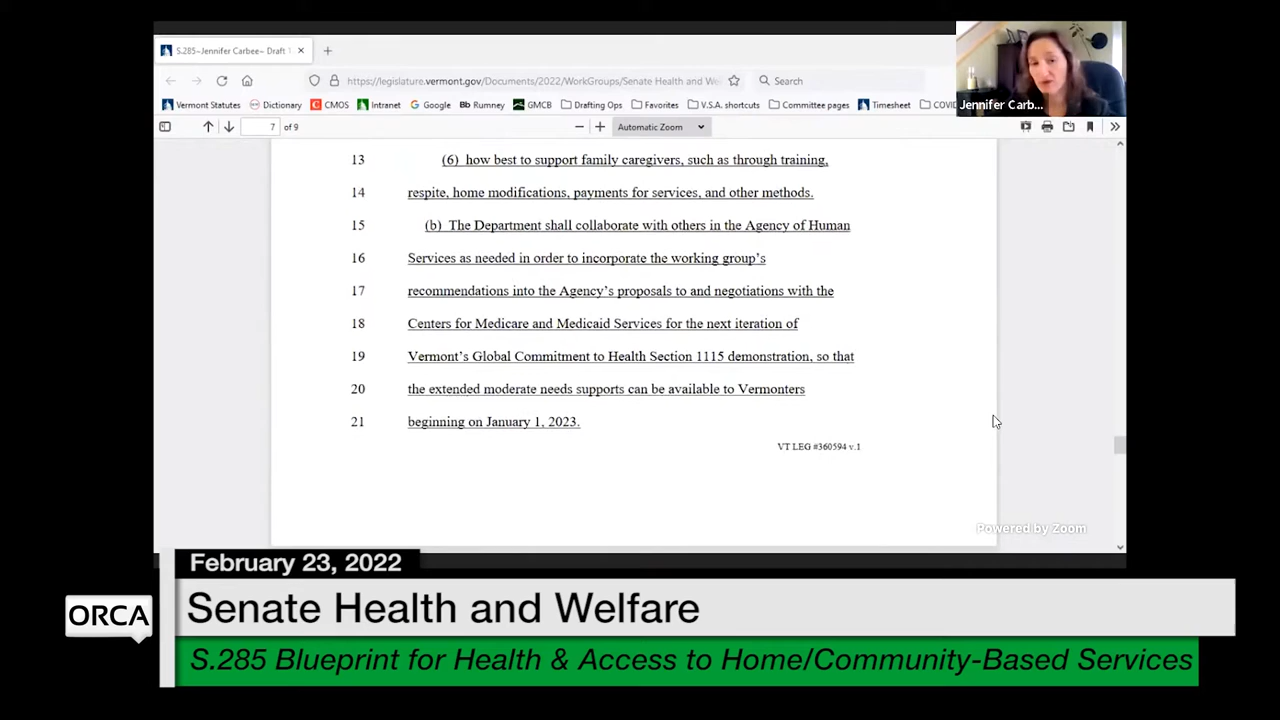 S.285~Jennifer Carbee~ Draft 1
https://legislature.vermont.gov/Documents/2022/WorkGroups/Senate Health and We
Search
Jennifer Carb...
Vermont Statutes Dictionary CMOS Intranet Google Bb Rumney GMCB Drafting Ops Favorites V.S.A. shortcuts Committee pages Timesheet COVI
7 of 9
Automatic Zoom
13 (6) how best to support family caregivers, such as through training,
14 respite, home modifications, payments for services, and other methods.
15 (b) The Department shall collaborate with others in the Agency of Human
16 Services as needed in order to incorporate the working group's
17 recommendations into the Agency's proposals to and negotiations with the
18 Centers for Medicare and Medicaid Services for the next iteration of
19 Vermont's Global Commitment to Health Section 1115 demonstration, so that
20 the extended moderate needs supports can be available to Vermonters
21 beginning on January 1, 2023.
VT LEG #360594 v.1
Powered by Zoom
February 23, 2022
ORCA
Senate Health and Welfare
S.285 Blueprint for Health & Access to Home/Community-Based Services